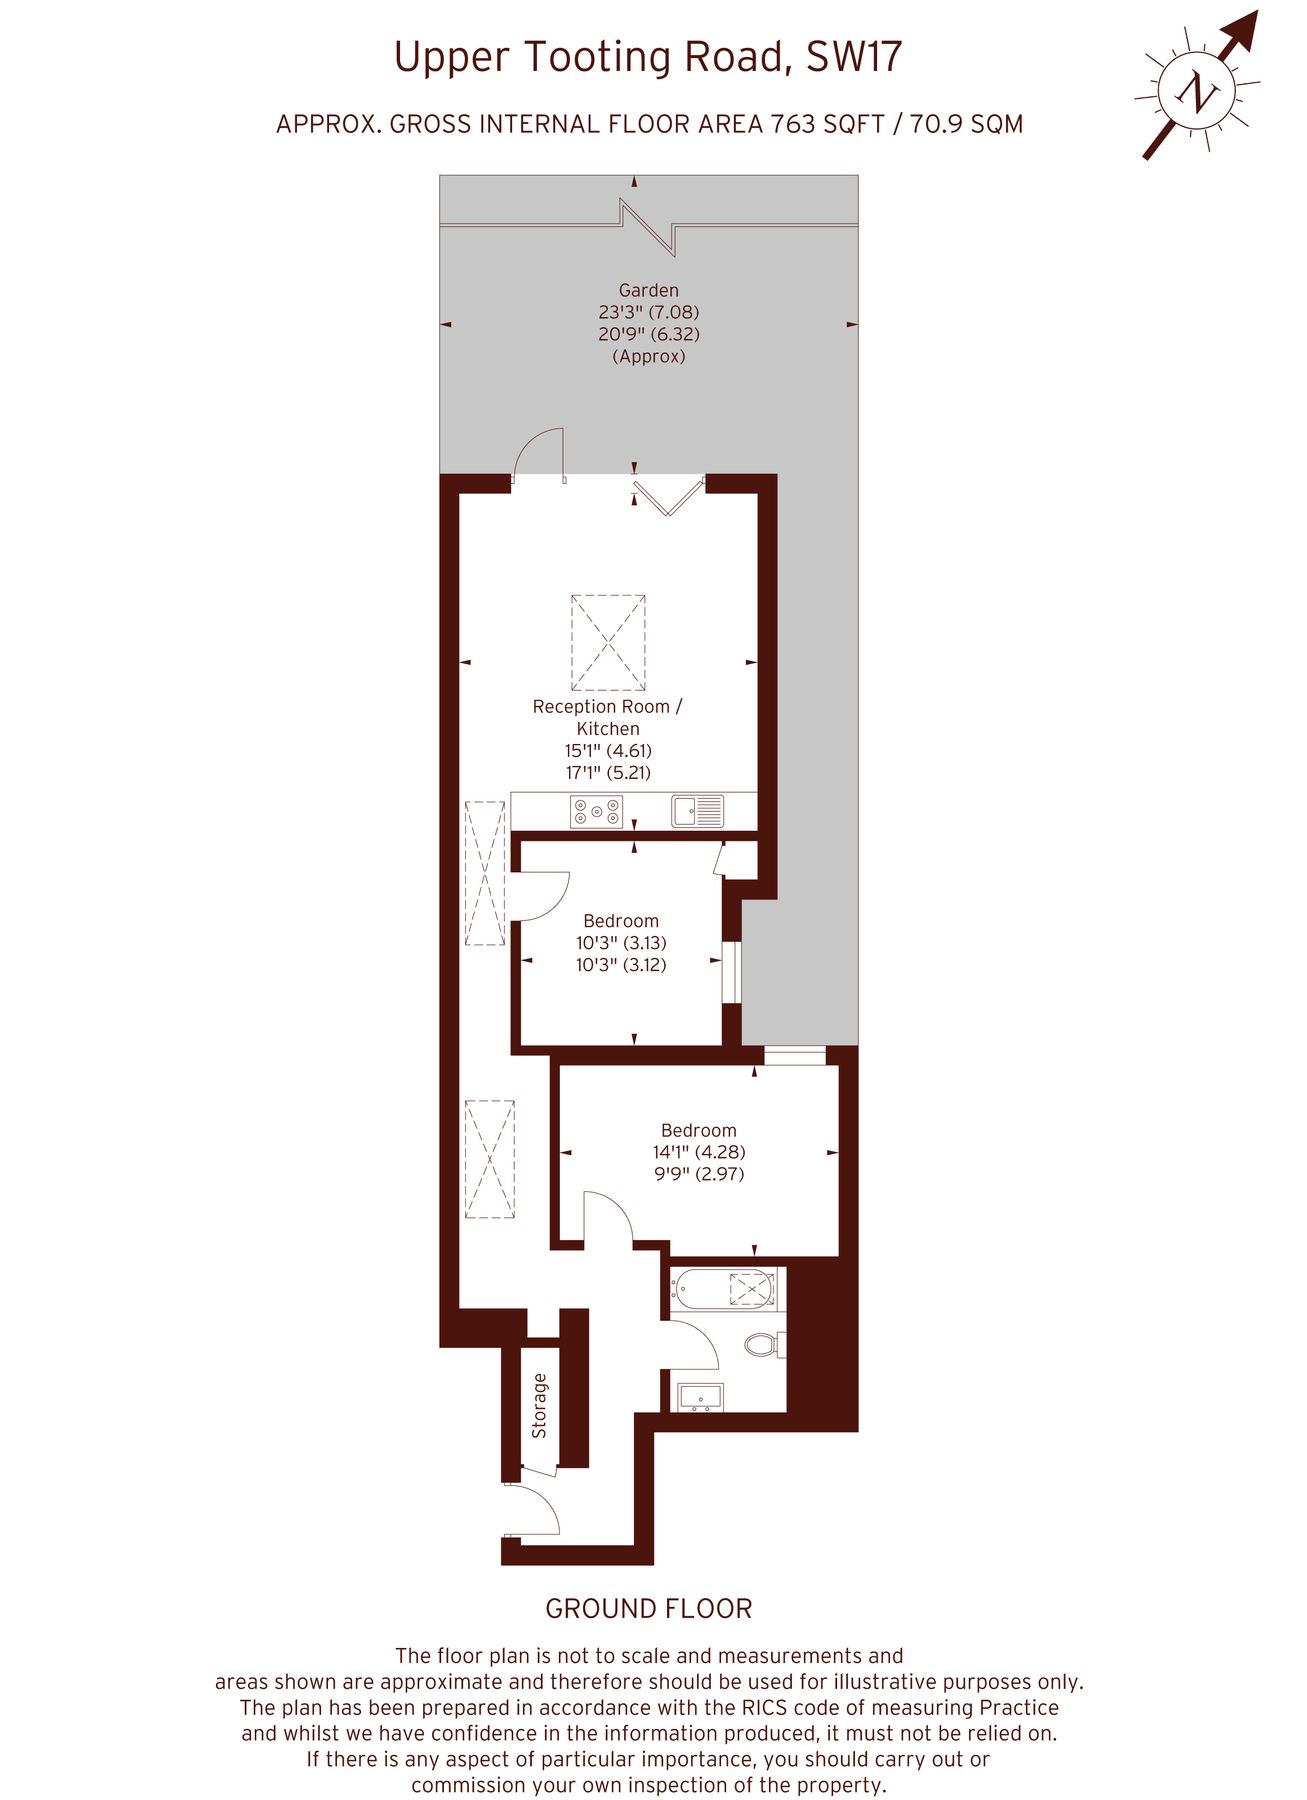 Upper Tooting Road, SW17
APPROX. GROSS INTERNAL FLOOR AREA 763 SQFT / 70.9 SQM
N
Garden
23'3" (7.08)
20'9" (6.32)
(Approx)
Reception Room /
Kitchen
15'1" (4.61)
17'1" (5.21)
Bedroom
10'3" (3.13)
10'3" (3.12)
Bedroom
14'1" (4.28)
9'9" (2.97)
Storage
GROUND FLOOR
The floor plan is not to scale and measurements and
areas shown are approximate and therefore should be used for illustrative purposes only.
The plan has been prepared in accordance with the RICS code of measuring Practice
and whilst we have confidence in the information produced, it must not be relied on.
If there is any aspect of particular importance, you should carry out or
commission your own inspection of the property.